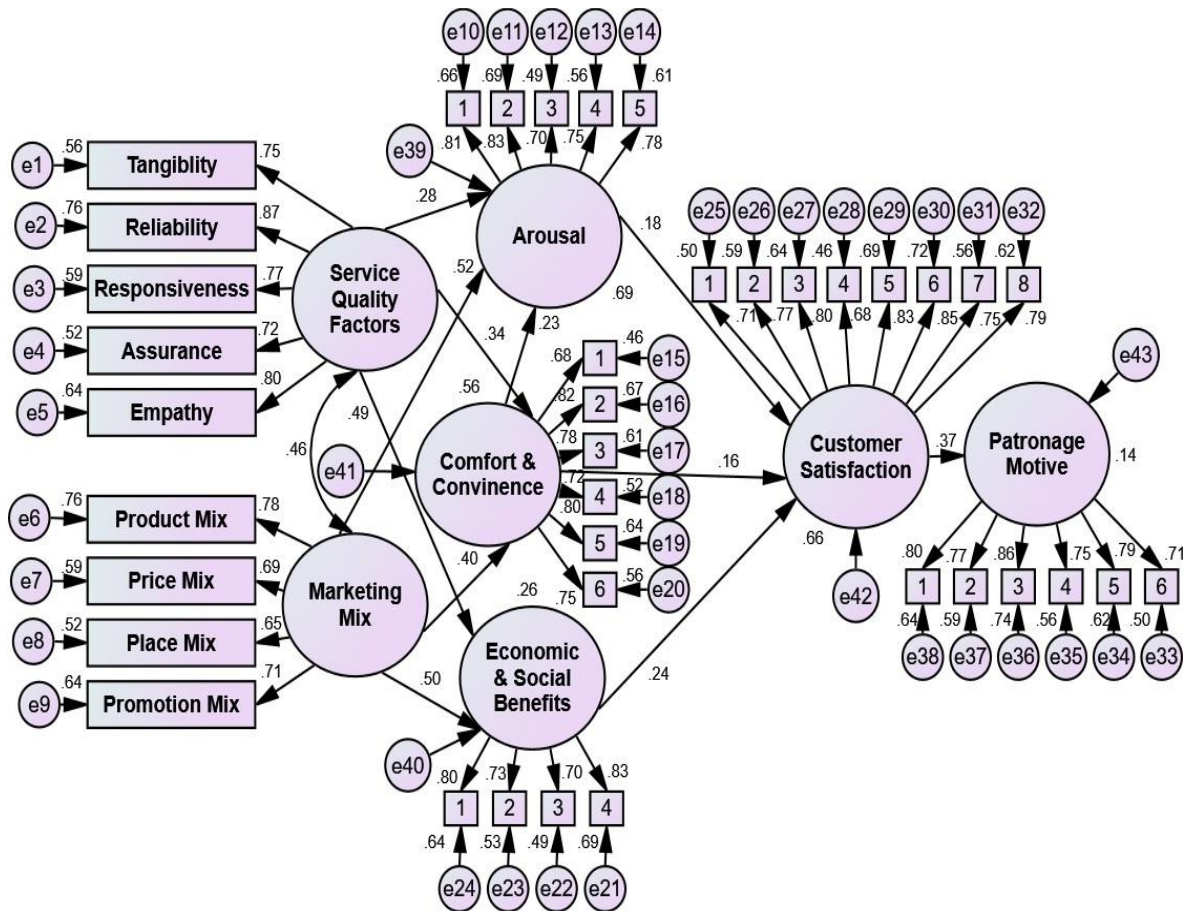 e10 e11 e12 e13 e14
.66 .69 .49 .56 .61
1 2 3 4 5
.81 .83 .70 .75 .78
e39
e1 .56 Tangiblity .75
e2 .76 Reliability .87
e3 .59 Responsiveness .77
e4 .52 Assurance .72
e5 .64 Empathy .80
Service
Quality
Factors
.28
.52
.34
.49
.46
Arousal
.18
.69
.23
e25 e26 e27 e28 e29 e30 e31 e32
.50 .59 .64 .46 .69 .72 .56 .62
1 2 3 4 5 6 7 8
.71 .77 .80 .68 .83 .85 .75 .79
.56
e41
Comfort &
Convinence
.68 1 .46 e15
.82 2 .67 e16
.78 3 .61 e17
.72 4 .52 e18
.80 5 .64 e19
.75 6 .56 e20
.16
Customer
Satisfaction
.66
e42
.37
Patronage
Motive
.14
e43
.80 .77 .86 .75 .79 .71
1 2 3 4 5 6
.64 .59 .74 .56 .62 .50
e38 e37 e36 e35 e34 e33
e6 .76 Product Mix .78
e7 .59 Price Mix .69
e8 .52 Place Mix .65
e9 .64 Promotion Mix .71
Marketing
Mix
.40
.50
.26
Economic
& Social
Benefits
.24
e40
.80 .73 .70 .83
1 2 3 4
.64 .53 .49 .69
e24 e23 e22 e21